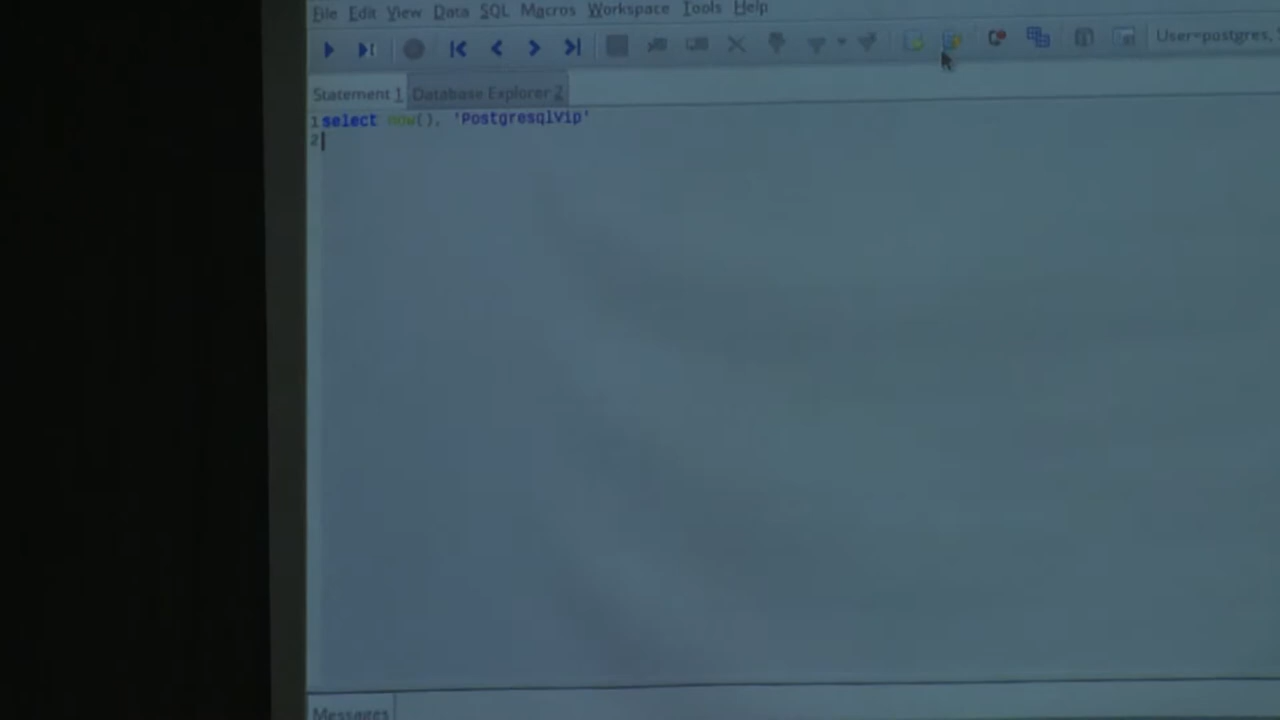 File Edit View Data SQL Macros Workspace Tools Help
User=postgres,
Statement 1 Database Explorer 2
1 select now(), 'PostgresqlVip'
2
Messages